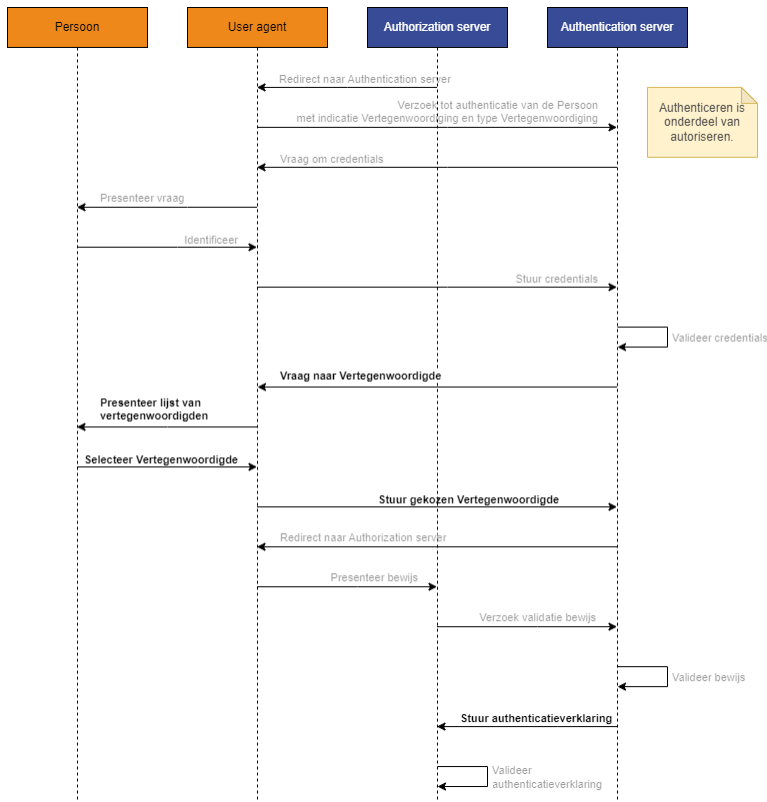 Persoon
User agent
Authorization server
Authentication server
Redirect naar Authentication server
Verzoek tot authenticatie van de Persoon
met indicatie Vertegenwoordiging en type Vertegenwoordiging
Authenticeren is
onderdeel van
autoriseren.
Vraag om credentials
Presenteer vraag
Identificeer
Stuur credentials
Valideer credentials
Vraag naar Vertegenwoordigde
Presenteer lijst van
vertegenwoordigden
Selecteer Vertegenwoordigde
Stuur gekozen Vertegenwoordigde
Redirect naar Authorization server
Presenteer bewijs
Verzoek validatie bewijs
Valideer bewijs
Stuur authenticatieverklaring
Valideer
authenticatieverklaring